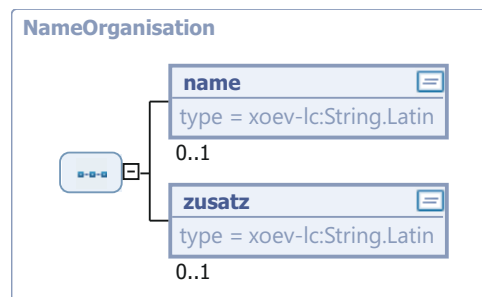 NameOrganisation
name
type = xoev-lc:String.Latin
0..1
zusatz
type = xoev-lc:String.Latin
0..1